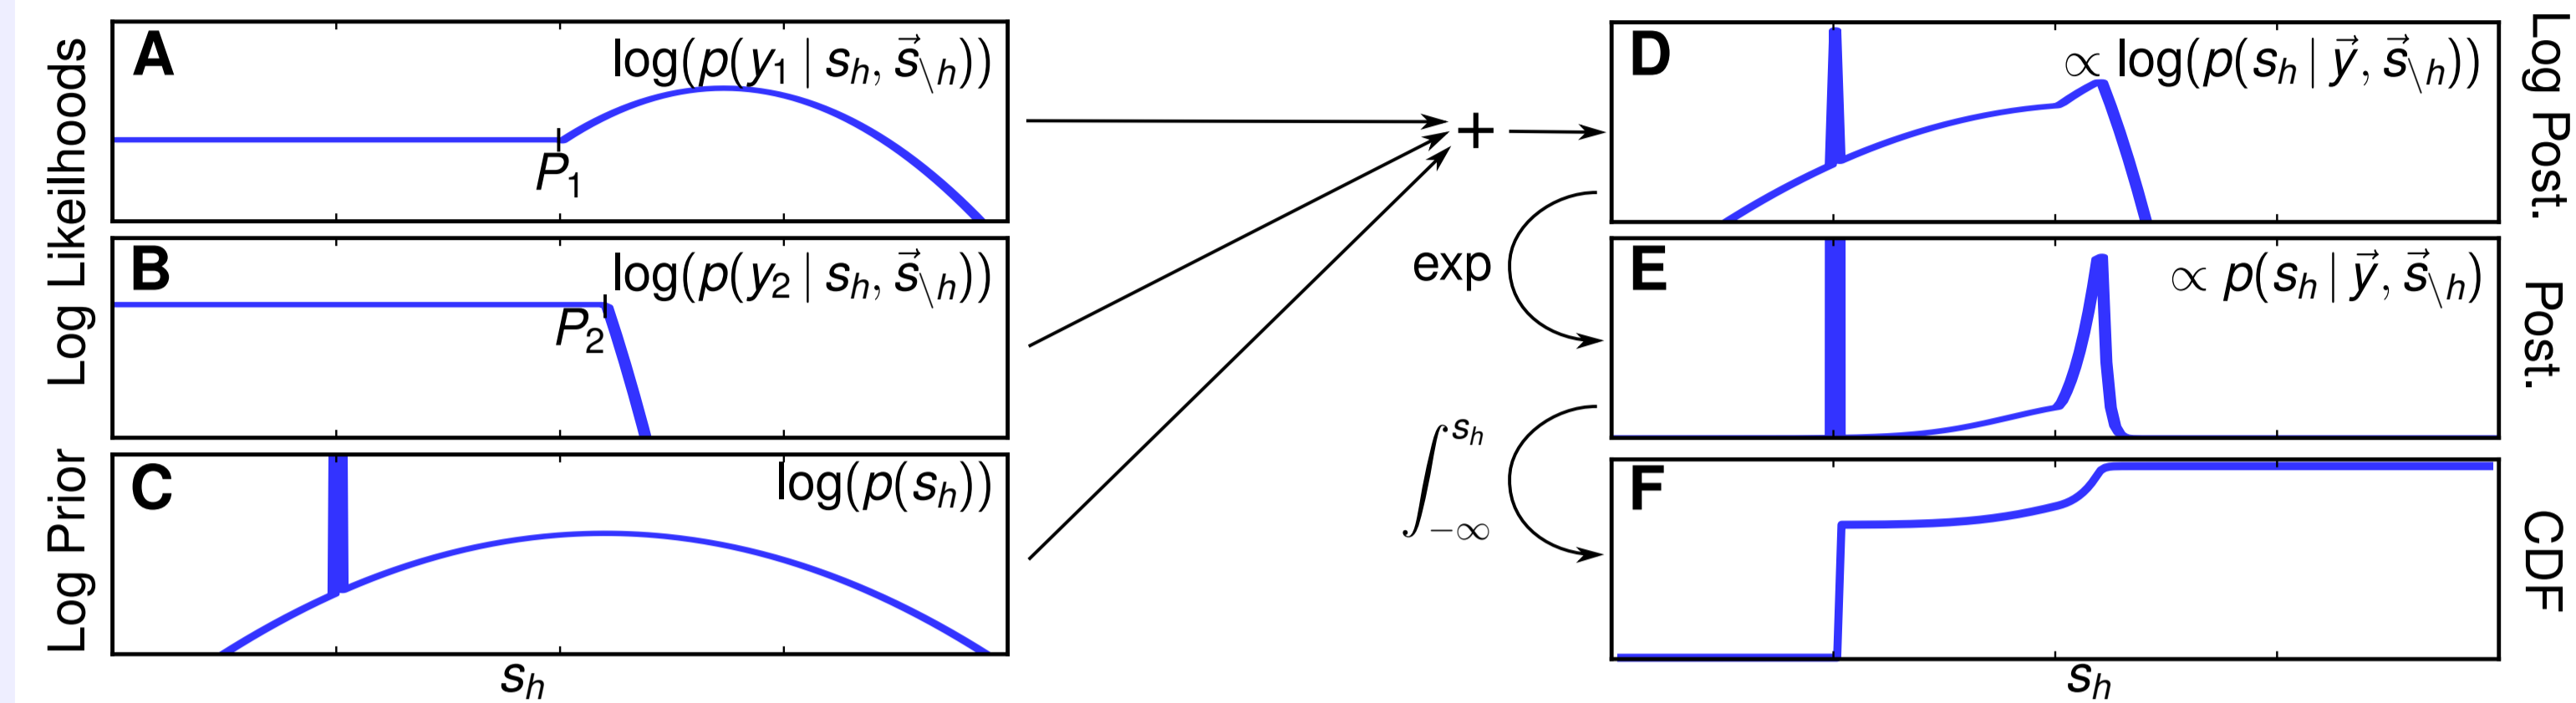 Log Likeilhoods
Log Prior
A
log(p(y₁ | sₕ, s⃗\ₕ))
P₁
B
log(p(y₂ | sₕ, s⃗\ₕ))
P₂
C
log(p(sₕ))
sₕ
+
exp
∫₋∞^sₕ
D
∝ log(p(sₕ | y⃗, s⃗\ₕ))
Log Post.
E
∝ p(sₕ | y⃗, s⃗\ₕ)
Post.
F
CDF
sₕ